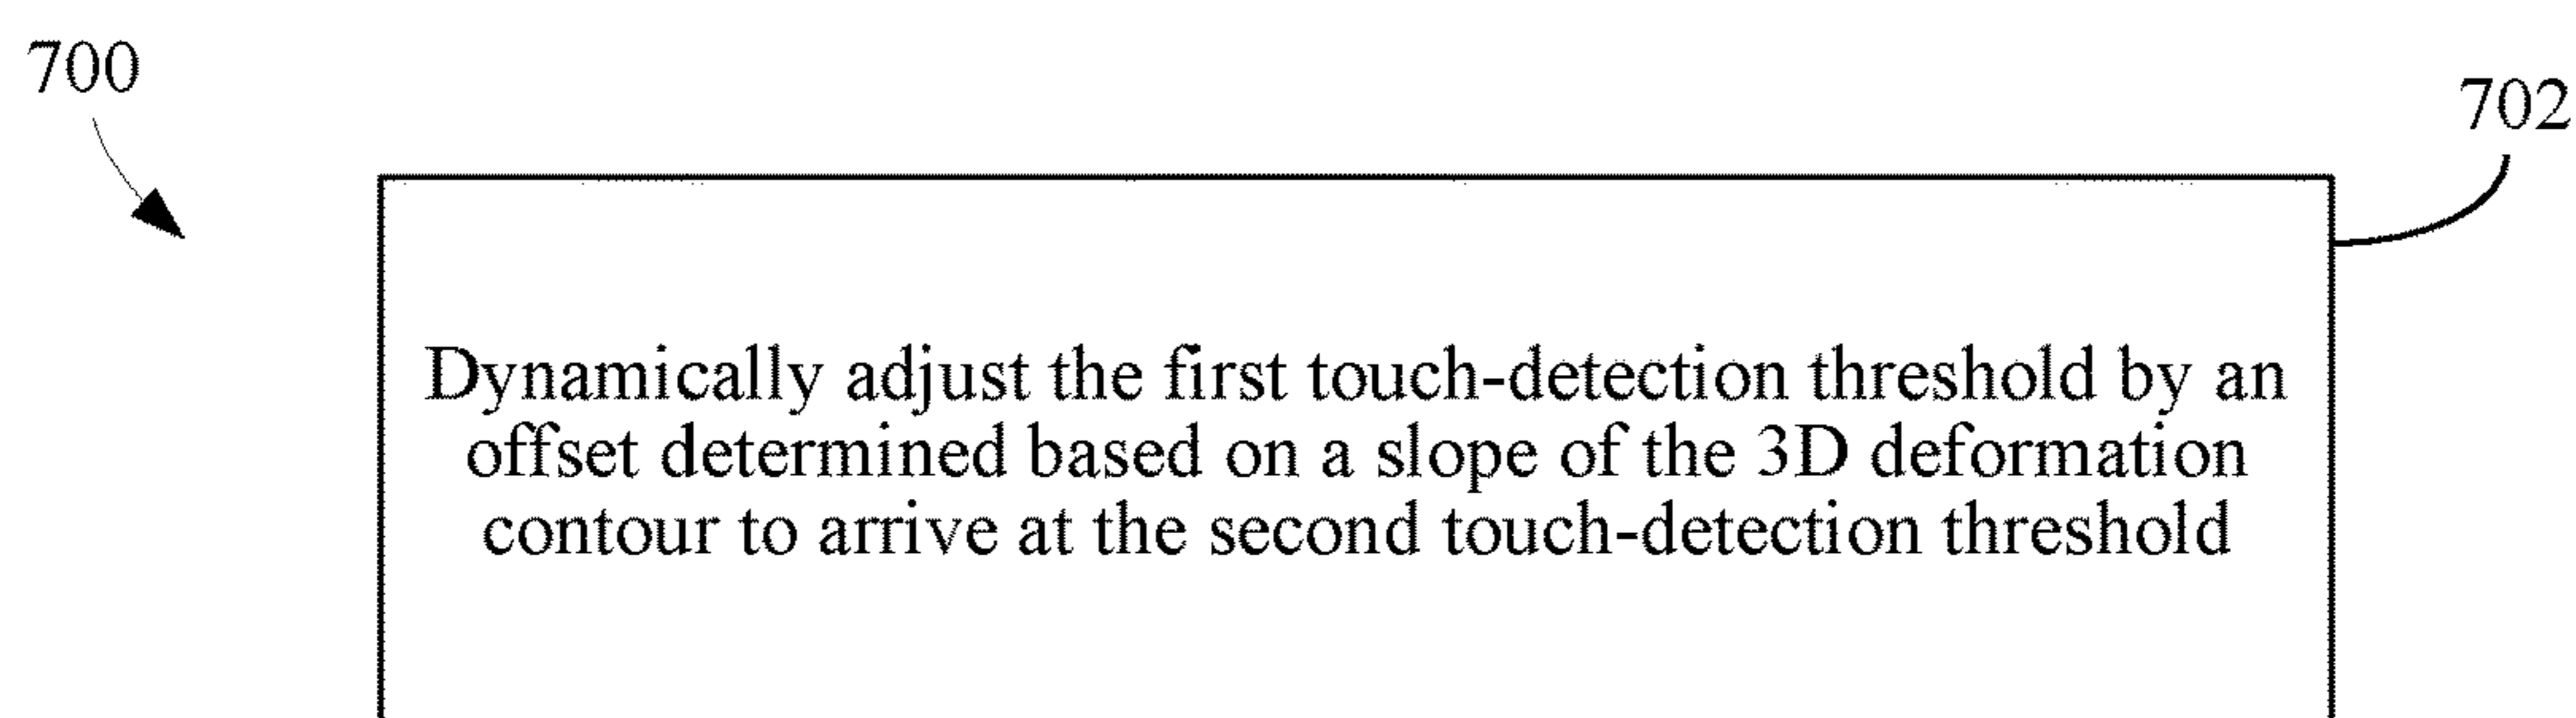 700
702
Dynamically adjust the first touch-detection threshold by an
offset determined based on a slope of the 3D deformation
contour to arrive at the second touch-detection threshold